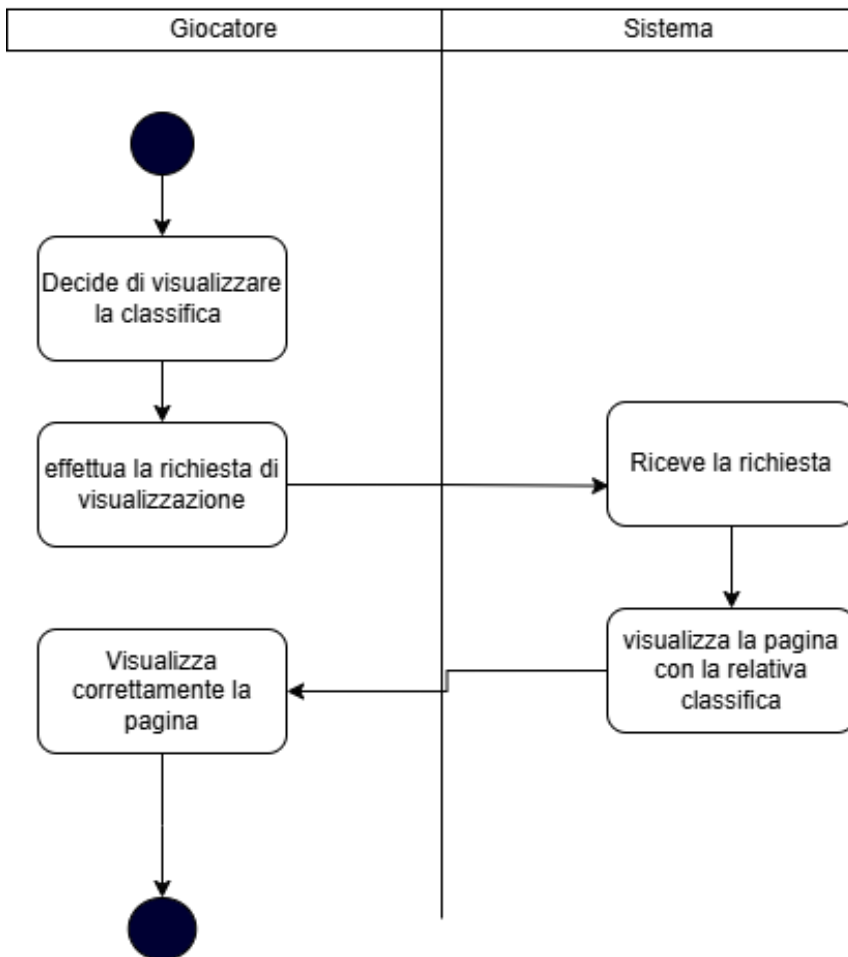 Giocatore
Sistema
Decide di visualizzare
la classifica
effettua la richiesta di
visualizzazione
Riceve la richiesta
visualizza la pagina
con la relativa
classifica
Visualizza
correttamente la
pagina